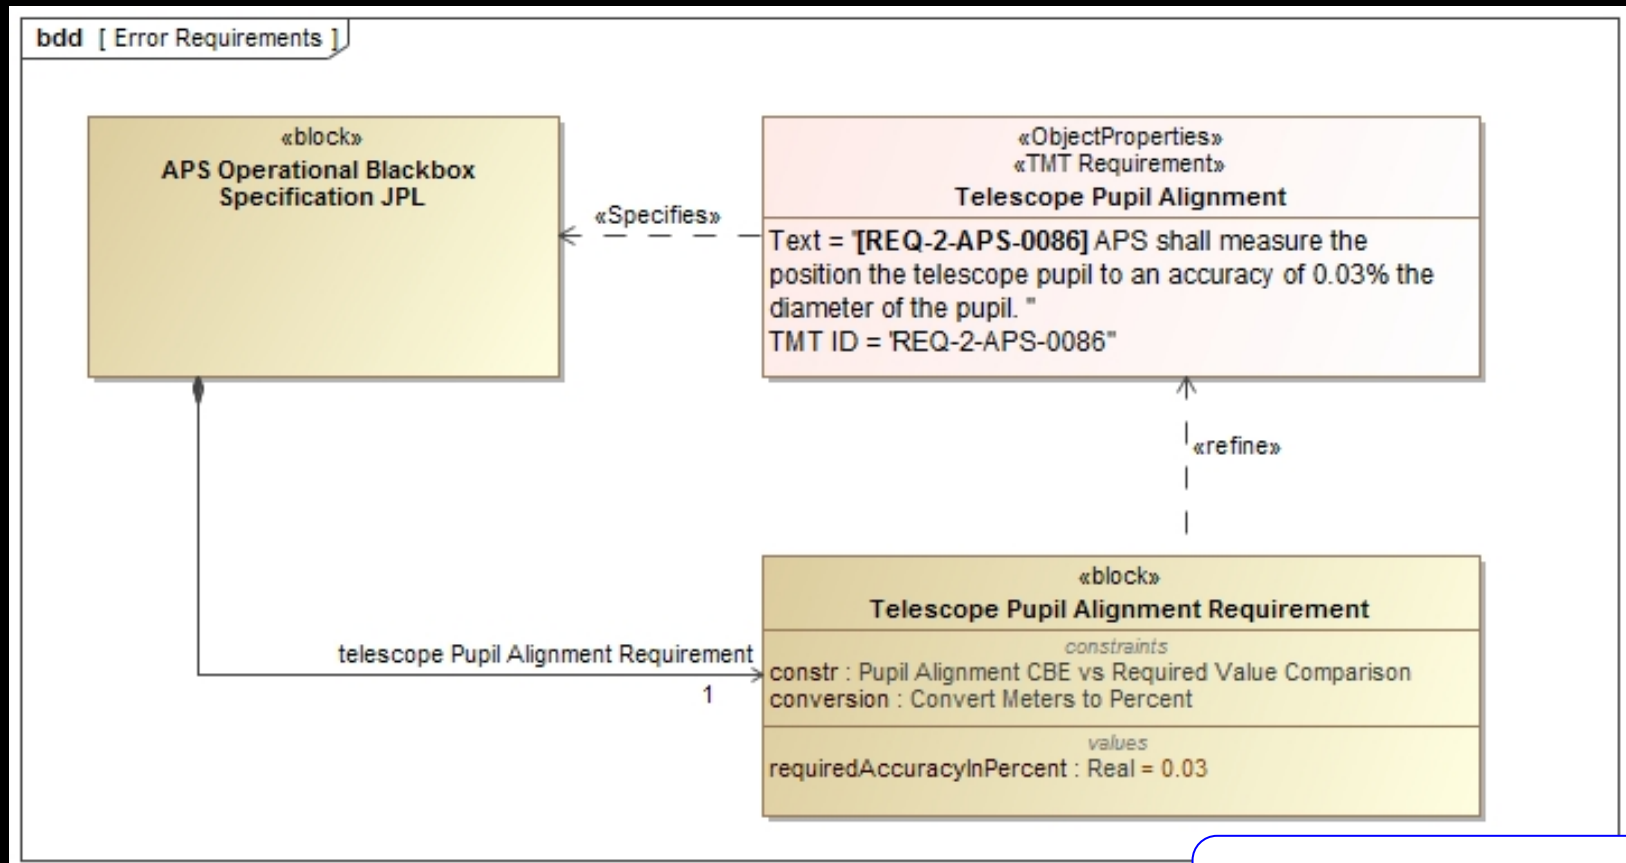 bdd [ Error Requirements ]
«block»
APS Operational Blackbox
Specification JPL
«Specifies»
«ObjectProperties»
«TMT Requirement»
Telescope Pupil Alignment
Text = "[REQ-2-APS-0086] APS shall measure the
position the telescope pupil to an accuracy of 0.03% the
diameter of the pupil. "
TMT ID = "REQ-2-APS-0086"
«refine»
telescope Pupil Alignment Requirement
1
«block»
Telescope Pupil Alignment Requirement
constraints
constr : Pupil Alignment CBE vs Required Value Comparison
conversion : Convert Meters to Percent
values
requiredAccuracyInPercent : Real = 0.03